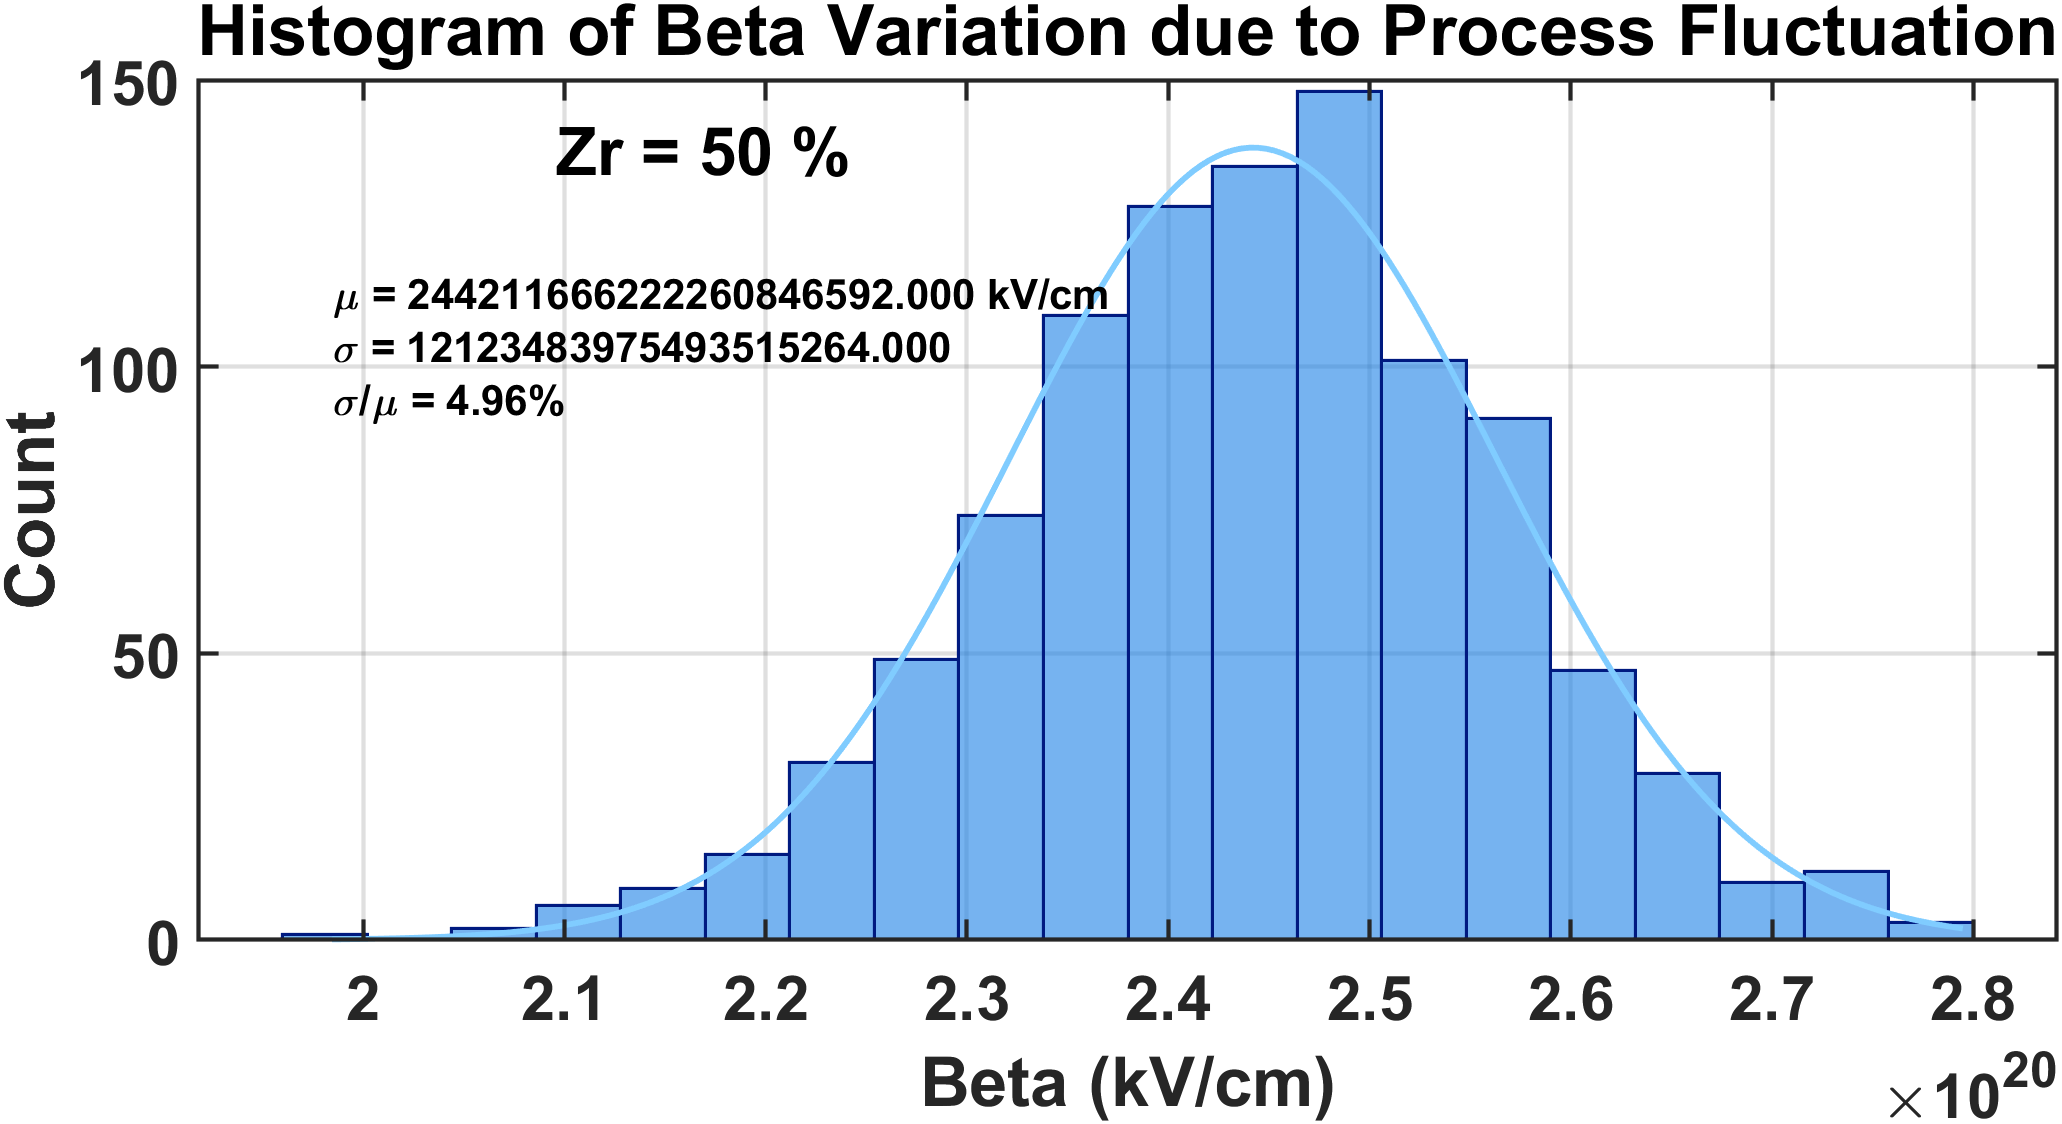 Histogram of Beta Variation due to Process Fluctuation
150
100
50
0
Count
Zr = 50 %
μ = 244211666222260846592.000 kV/cm
σ = 12123483975493515264.000
σ/μ = 4.96%
2 2.1 2.2 2.3 2.4 2.5 2.6 2.7 2.8
Beta (kV/cm)
×10²⁰